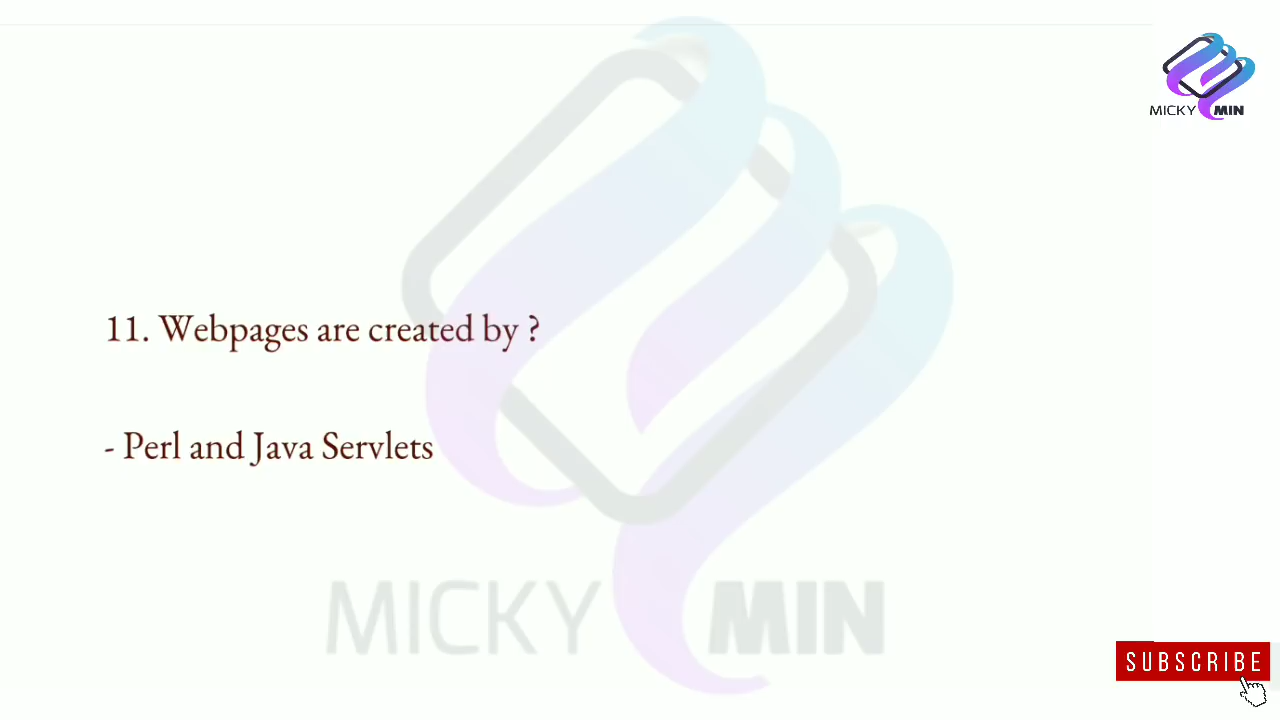 MICKY MIN
11. Webpages are created by ?
- Perl and Java Servlets
MICKY MIN
SUBSCRIBE